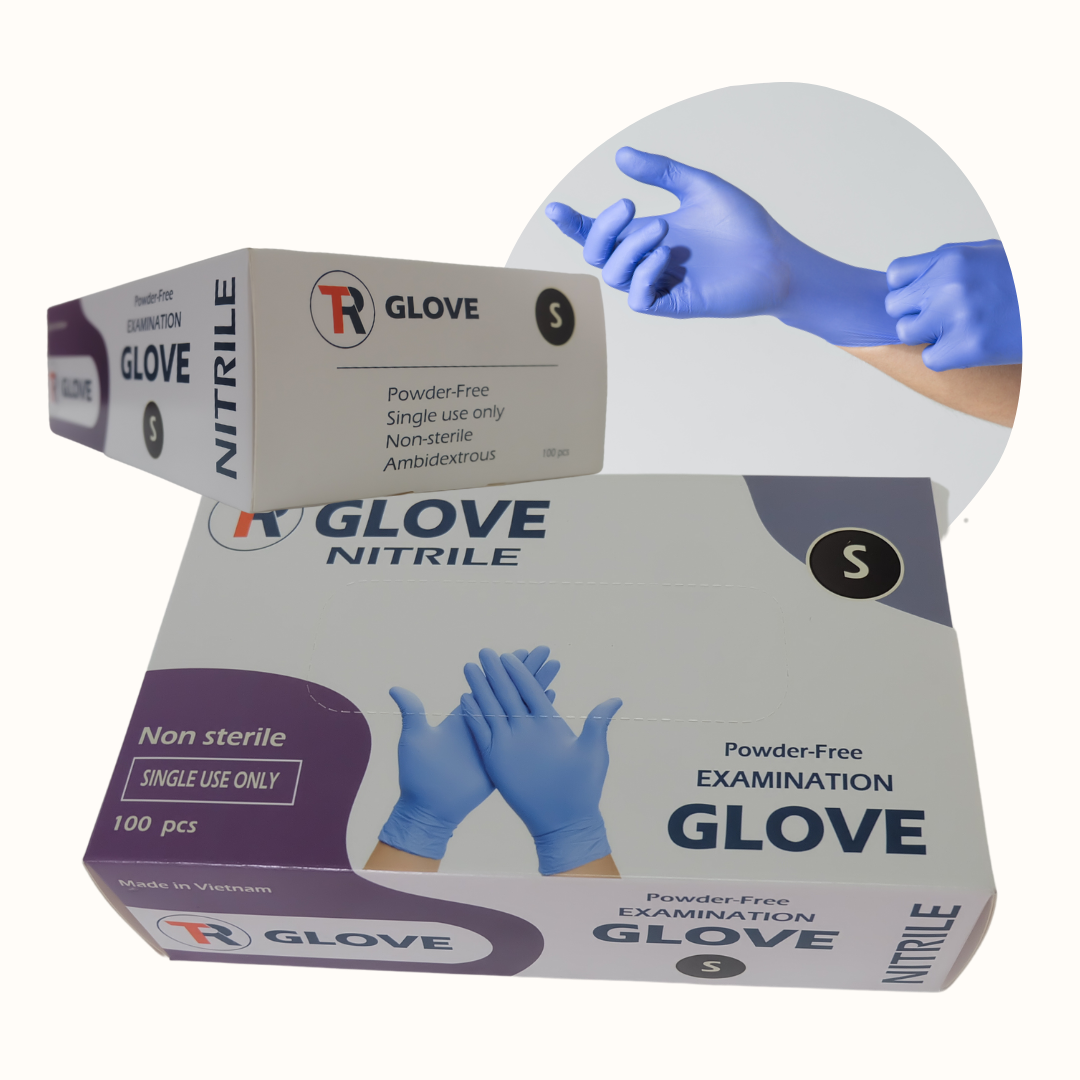 Powder-Free
EXAMINATION
GLOVE
S
NITRILE
TR GLOVE
TR GLOVE
S
Powder-Free
Single use only
Non-sterile
Ambidextrous
100 pcs
TR GLOVE
NITRILE
S
Non sterile
SINGLE USE ONLY
100 pcs
Powder-Free
EXAMINATION
GLOVE
Made in Vietnam
TR GLOVE
Powder-Free
EXAMINATION
GLOVE
S
NITRILE